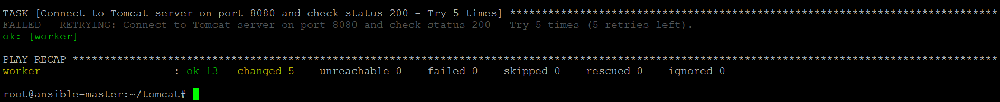 TASK [Connect to Tomcat server on port 8080 and check status 200 - Try 5 times] *****************************************************************************
FAILED - RETRYING: Connect to Tomcat server on port 8080 and check status 200 - Try 5 times (5 retries left).
ok: [worker]
PLAY RECAP **************************************************************************************************************************************************
worker : ok=13 changed=5 unreachable=0 failed=0 skipped=0 rescued=0 ignored=0
root@ansible-master:~/tomcat#